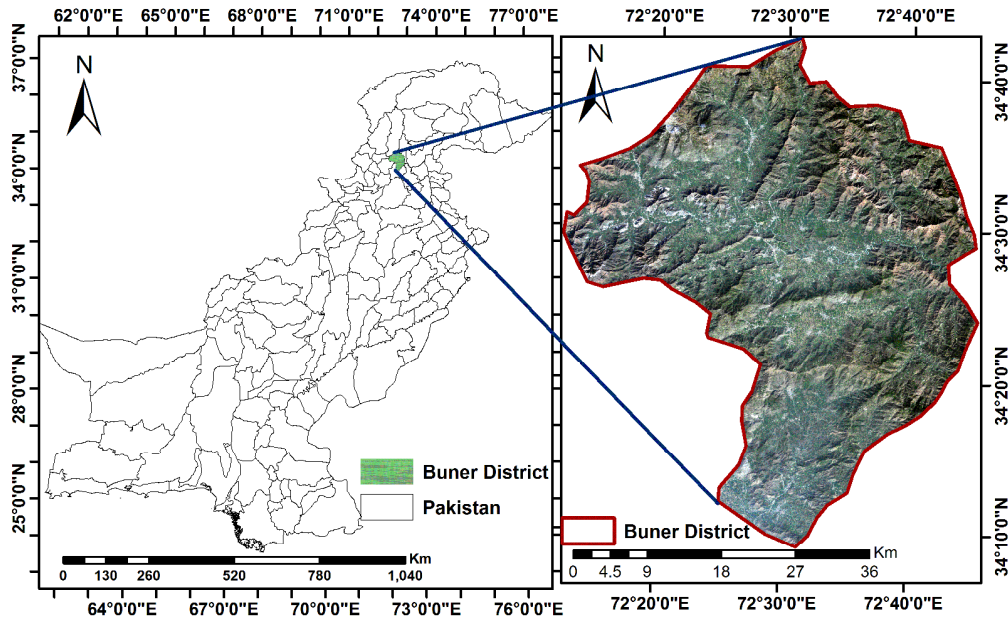 62°0'0"E 65°0'0"E 68°0'0"E 71°0'0"E 74°0'0"E 77°0'0"E
72°20'0"E 72°30'0"E 72°40'0"E
37°0'0"N
34°0'0"N
31°0'0"N
28°0'0"N
25°0'0"N
N
N
34°40'0"N
34°30'0"N
34°20'0"N
34°10'0"N
Buner District
Pakistan
Km
0 130 260 520 780 1,040
Buner District
Km
0 4.5 9 18 27 36
64°0'0"E 67°0'0"E 70°0'0"E 73°0'0"E 76°0'0"E
72°20'0"E 72°30'0"E 72°40'0"E